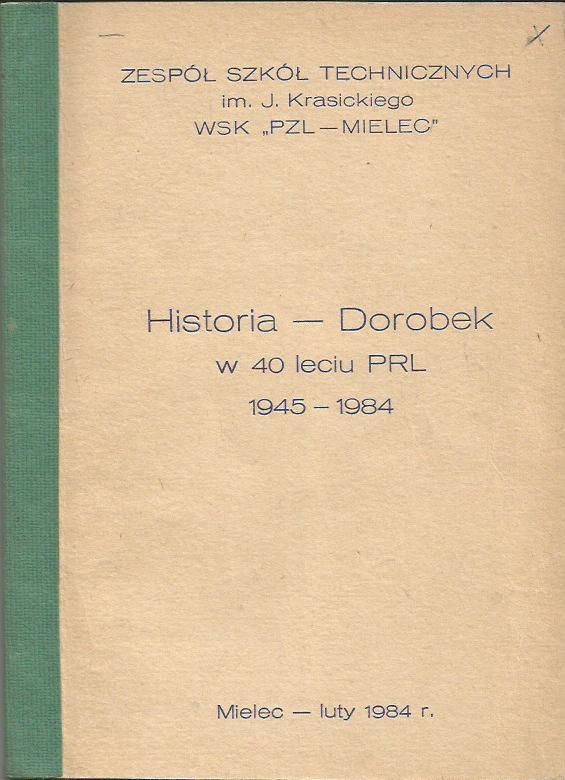 ZESPÓŁ SZKÓŁ TECHNICZNYCH
im. J. Krasickiego
WSK „PZL — MIELEC"
Historia — Dorobek
w 40 leciu PRL
1945 – 1984
Mielec — luty 1984 r.